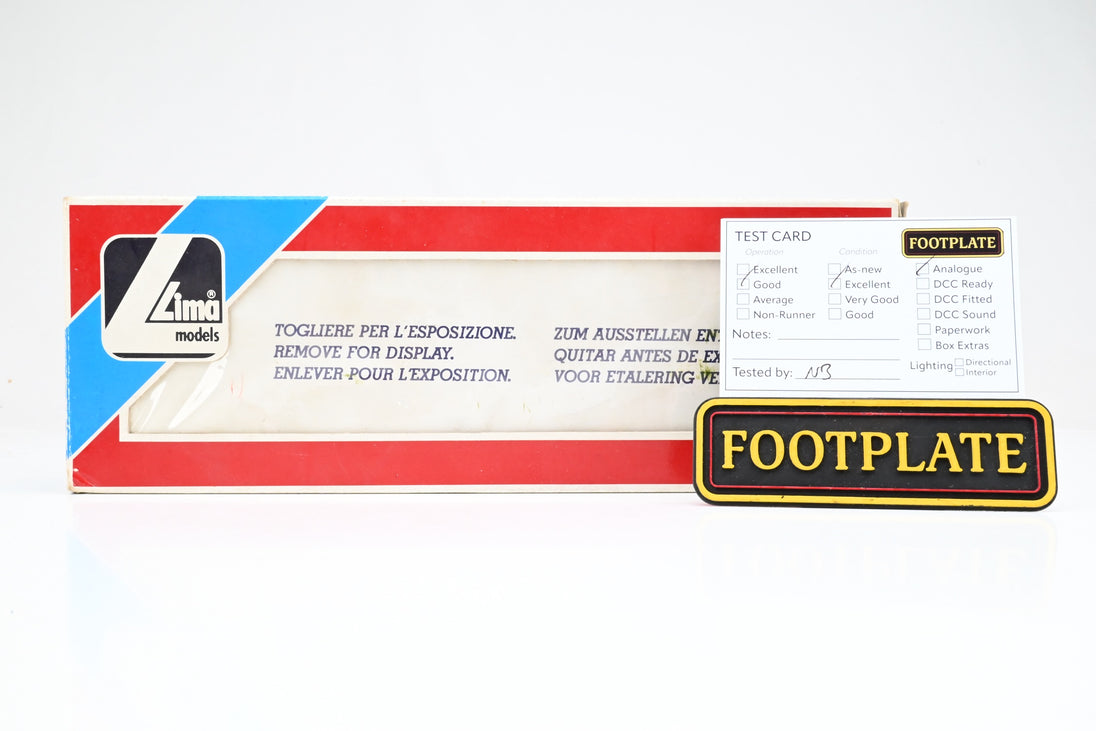 Lima®
models
TOGLIERE PER L'ESPOSIZIONE.
REMOVE FOR DISPLAY.
ENLEVER POUR L'EXPOSITION.
ZUM AUSSTELLEN
QUITAR ANTES DE
VOOR ETALERING
TEST CARD
FOOTPLATE
Operation
Excellent
Good
Average
Non-Runner
Condition
As-new
Excellent
Very Good
Good
Analogue
DCC Ready
DCC Fitted
DCC Sound
Paperwork
Box Extras
Notes:
Tested by: NB
Lighting
Directional
Interior.
FOOTPLATE